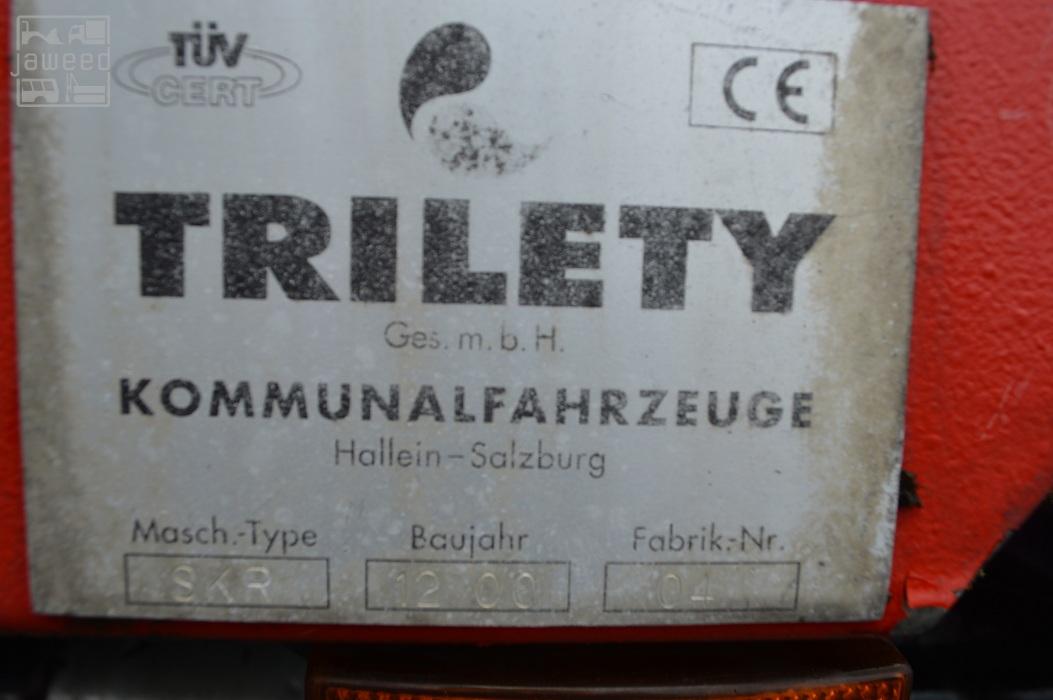 jaweed
TÜV
CERT
CE
TRILETY
Ges. m. b. H.
KOMMUNALFAHRZEUGE
Hallein-Salzburg
Masch.-Type Baujahr Fabrik.-Nr.
SKR 12 00 04